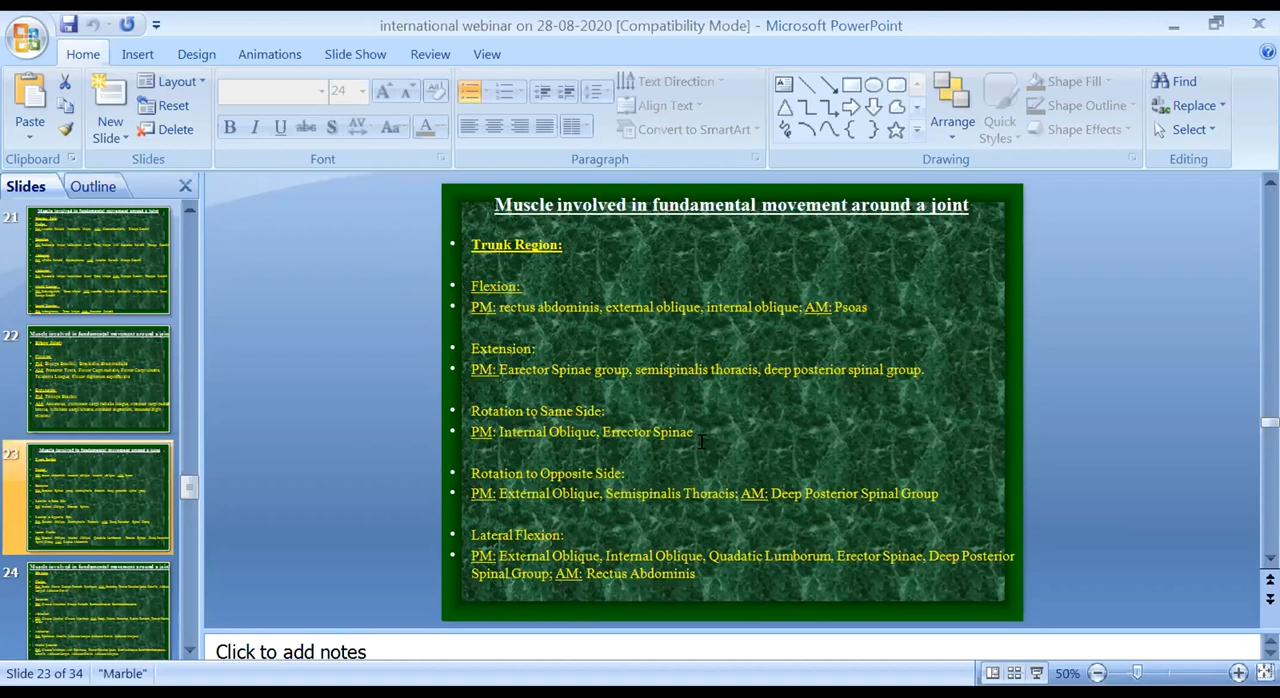 international webinar on 28-08-2020 [Compatibility Mode] - Microsoft PowerPoint
Home Insert Design Animations Slide Show Review View
Paste
Clipboard
New Slide
Layout
Reset
Delete
Slides
24
Font
Text Direction
Align Text
Convert to SmartArt
Paragraph
Arrange
Quick Styles
Shape Fill
Shape Outline
Shape Effects
Drawing
Find
Replace
Select
Editing
Slides Outline
21
22
23
24
Muscle involved in fundamental movement around a joint
• Trunk Region:
• Flexion:
• PM: rectus abdominis, external oblique, internal oblique; AM: Psoas
• Extension:
• PM: Earector Spinae group, semispinalis thoracis, deep posterior spinal group.
• Rotation to Same Side:
• PM: Internal Oblique, Errector Spinae
• Rotation to Opposite Side:
• PM: External Oblique, Semispinalis Thoracis; AM: Deep Posterior Spinal Group
• Lateral Flexion:
• PM: External Oblique, Internal Oblique, Quadatic Lumborum, Erector Spinae, Deep Posterior
Spinal Group; AM: Rectus Abdominis
Click to add notes
Slide 23 of 34 "Marble" 50%